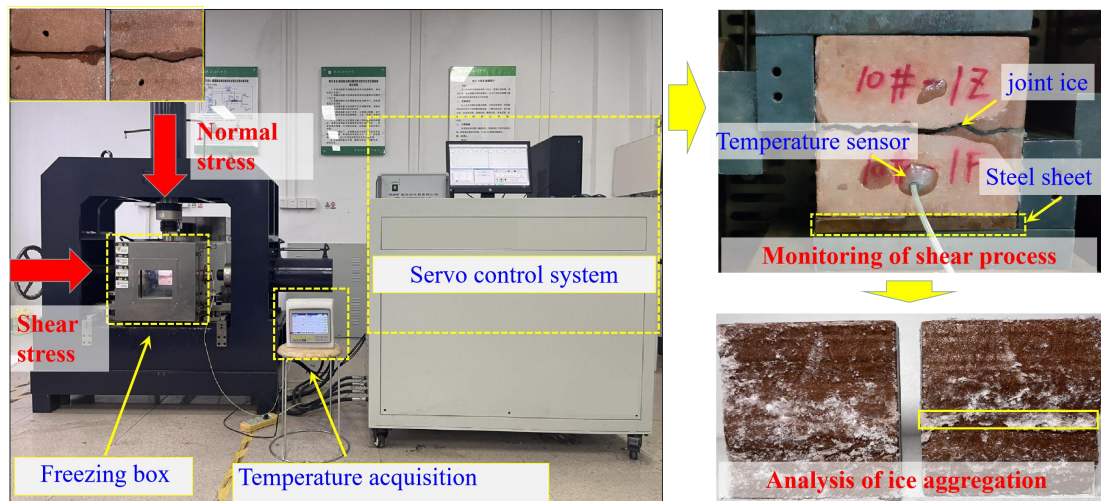 Normal
stress
Shear
stress
Servo control system
Freezing box
Temperature acquisition
10#-1Z
joint ice
Temperature sensor
Steel sheet
Monitoring of shear process
Analysis of ice aggregation